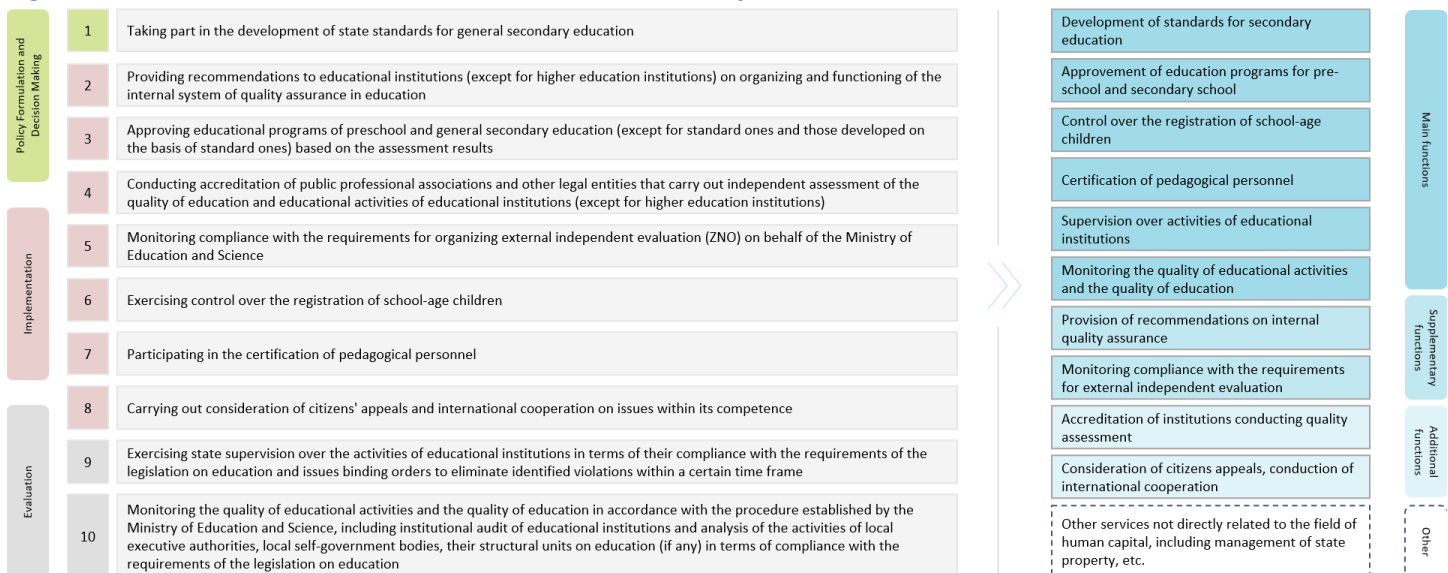 Policy Formulation and
Decision Making
Implementation
Evaluation
1
Taking part in the development of state standards for general secondary education
2
Providing recommendations to educational institutions (except for higher education institutions) on organizing and functioning of the
internal system of quality assurance in education
3
Approving educational programs of preschool and general secondary education (except for standard ones and those developed on
the basis of standard ones) based on the assessment results
4
Conducting accreditation of public professional associations and other legal entities that carry out independent assessment of the
quality of education and educational activities of educational institutions (except for higher education institutions)
5
Monitoring compliance with the requirements for organizing external independent evaluation (ZNO) on behalf of the Ministry of
Education and Science
6
Exercising control over the registration of school-age children
7
Participating in the certification of pedagogical personnel
8
Carrying out consideration of citizens' appeals and international cooperation on issues within its competence
9
Exercising state supervision over the activities of educational institutions in terms of their compliance with the requirements of the
legislation on education and issues binding orders to eliminate identified violations within a certain time frame
10
Monitoring the quality of educational activities and the quality of education in accordance with the procedure established by the
Ministry of Education and Science, including institutional audit of educational institutions and analysis of the activities of local
executive authorities, local self-government bodies, their structural units on education (if any) in terms of compliance with the
requirements of the legislation on education
Development of standards for secondary
education
Approvement of education programs for pre-
school and secondary school
Control over the registration of school-age
children
Certification of pedagogical personnel
Supervision over activities of educational
institutions
Monitoring the quality of educational activities
and the quality of education
Provision of recommendations on internal
quality assurance
Monitoring compliance with the requirements
for external independent evaluation
Accreditation of institutions conducting quality
assessment
Consideration of citizens appeals, conduction of
international cooperation
Other services not directly related to the field of
human capital, including management of state
property, etc.
Main functions
Supplementary
functions
Additional
functions
Other